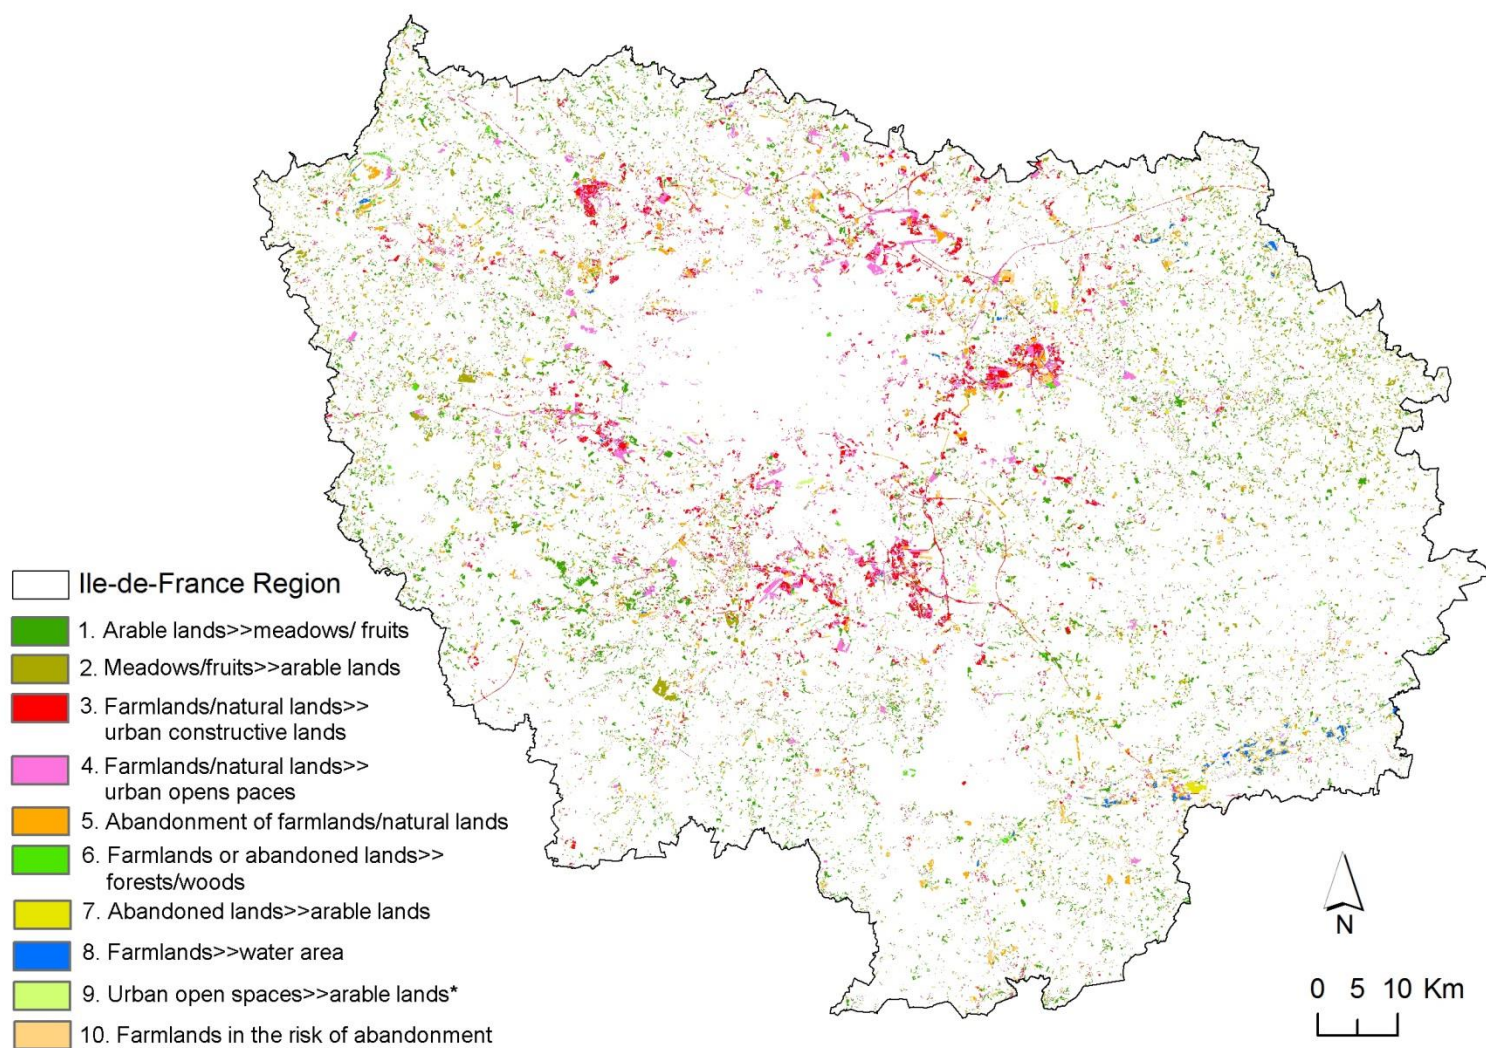 Ile-de-France Region
1. Arable lands>>meadows/ fruits
2. Meadows/fruits>>arable lands
3. Farmlands/natural lands>>
urban constructive lands
4. Farmlands/natural lands>>
urban opens paces
5. Abandonment of farmlands/natural lands
6. Farmlands or abandoned lands>>
forests/woods
7. Abandoned lands>>arable lands
8. Farmlands>>water area
9. Urban open spaces>>arable lands*
10. Farmlands in the risk of abandonment
N
0 5 10 Km